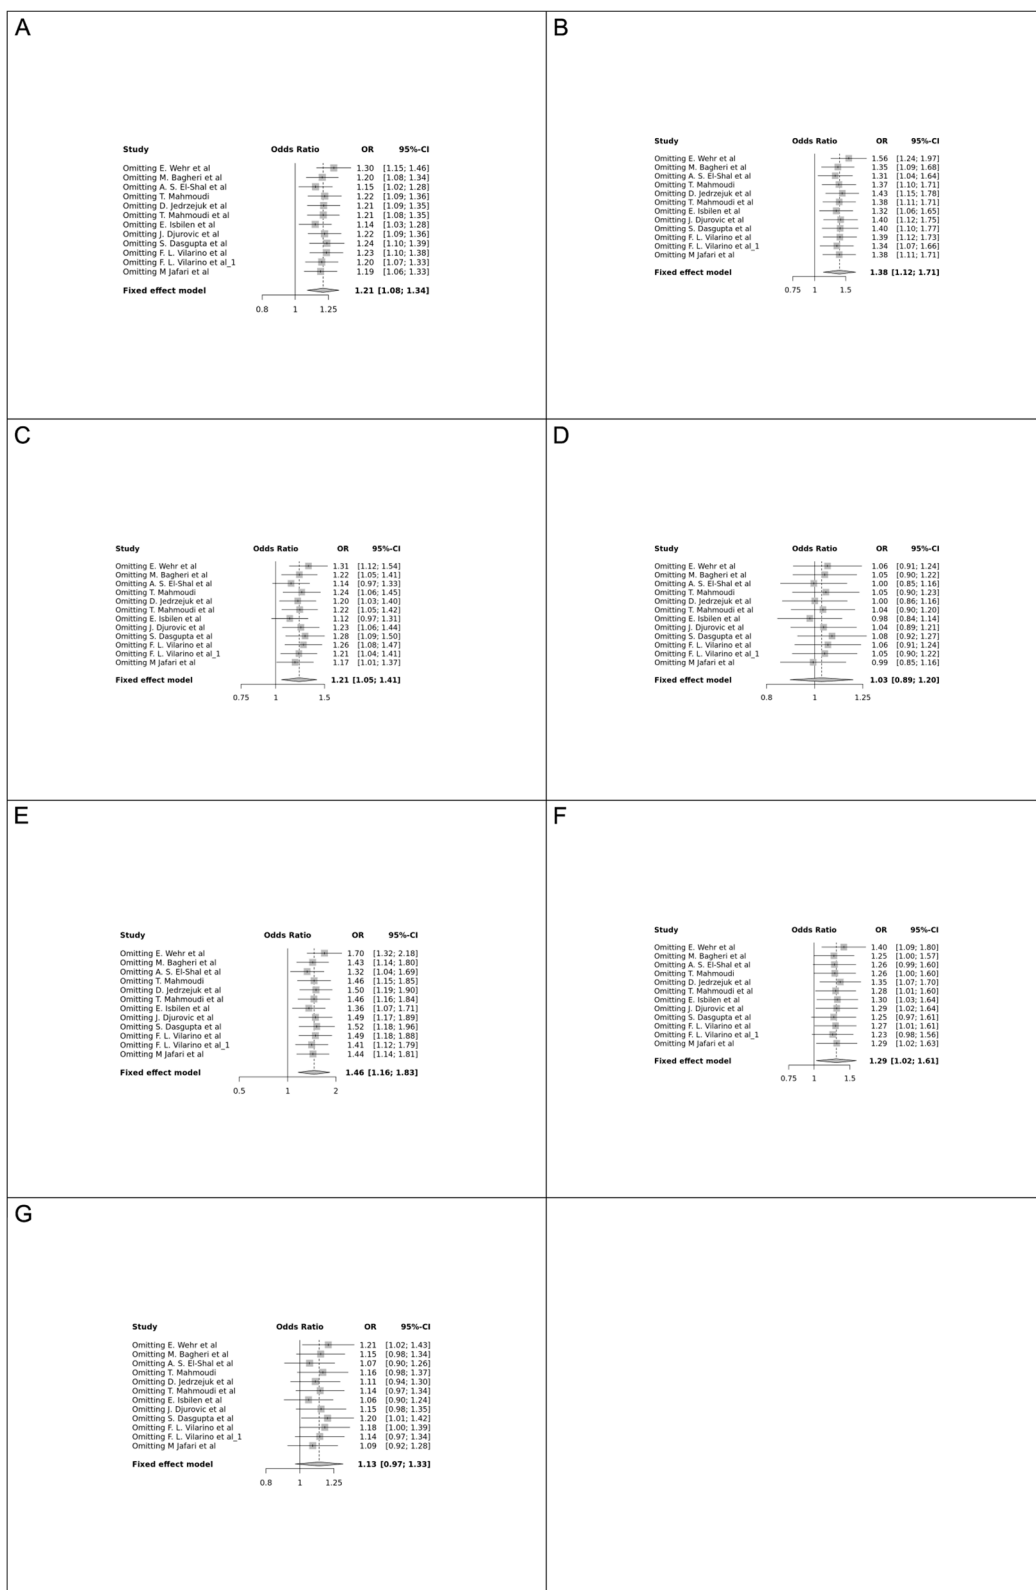 A
Study Odds Ratio OR 95%-CI
Omitting E. Wehr et al 1.30 [1.15; 1.46]
Omitting M. Bagheri et al 1.20 [1.08; 1.34]
Omitting A. S. El-Shal et al 1.15 [1.02; 1.28]
Omitting T. Mahmoudi 1.22 [1.09; 1.36]
Omitting D. Jedrzejuk et al 1.21 [1.09; 1.35]
Omitting T. Mahmoudi et al 1.21 [1.08; 1.35]
Omitting E. Isbilen et al 1.14 [1.03; 1.28]
Omitting J. Djurovic et al 1.22 [1.09; 1.36]
Omitting S. Dasgupta et al 1.24 [1.10; 1.39]
Omitting F. L. Vilarino et al 1.23 [1.10; 1.38]
Omitting F. L. Vilarino et al_1 1.20 [1.07; 1.33]
Omitting M Jafari et al 1.19 [1.06; 1.33]
Fixed effect model 1.21 [1.08; 1.34]
0.8 1 1.25
B
Study Odds Ratio OR 95%-CI
Omitting E. Wehr et al 1.56 [1.24; 1.97]
Omitting M. Bagheri et al 1.35 [1.09; 1.68]
Omitting A. S. El-Shal et al 1.31 [1.04; 1.64]
Omitting T. Mahmoudi 1.37 [1.10; 1.71]
Omitting D. Jedrzejuk et al 1.43 [1.15; 1.78]
Omitting T. Mahmoudi et al 1.38 [1.11; 1.71]
Omitting E. Isbilen et al 1.32 [1.06; 1.65]
Omitting J. Djurovic et al 1.40 [1.12; 1.75]
Omitting S. Dasgupta et al 1.40 [1.10; 1.77]
Omitting F. L. Vilarino et al 1.39 [1.12; 1.73]
Omitting F. L. Vilarino et al_1 1.34 [1.07; 1.66]
Omitting M Jafari et al 1.38 [1.11; 1.71]
Fixed effect model 1.38 [1.12; 1.71]
0.75 1 1.5
C
Study Odds Ratio OR 95%-CI
Omitting E. Wehr et al 1.31 [1.12; 1.54]
Omitting M. Bagheri et al 1.22 [1.05; 1.41]
Omitting A. S. El-Shal et al 1.14 [0.97; 1.33]
Omitting T. Mahmoudi 1.24 [1.06; 1.45]
Omitting D. Jedrzejuk et al 1.20 [1.03; 1.40]
Omitting T. Mahmoudi et al 1.22 [1.05; 1.42]
Omitting E. Isbilen et al 1.12 [0.97; 1.31]
Omitting J. Djurovic et al 1.23 [1.06; 1.44]
Omitting S. Dasgupta et al 1.28 [1.09; 1.50]
Omitting F. L. Vilarino et al 1.26 [1.08; 1.47]
Omitting F. L. Vilarino et al_1 1.21 [1.04; 1.41]
Omitting M Jafari et al 1.17 [1.01; 1.37]
Fixed effect model 1.21 [1.05; 1.41]
0.75 1 1.5
D
Study Odds Ratio OR 95%-CI
Omitting E. Wehr et al 1.06 [0.91; 1.24]
Omitting M. Bagheri et al 1.05 [0.90; 1.22]
Omitting A. S. El-Shal et al 1.00 [0.85; 1.16]
Omitting T. Mahmoudi 1.05 [0.90; 1.23]
Omitting D. Jedrzejuk et al 1.00 [0.86; 1.16]
Omitting T. Mahmoudi et al 1.04 [0.90; 1.20]
Omitting E. Isbilen et al 0.98 [0.84; 1.14]
Omitting J. Djurovic et al 1.04 [0.89; 1.21]
Omitting S. Dasgupta et al 1.08 [0.92; 1.27]
Omitting F. L. Vilarino et al 1.06 [0.91; 1.24]
Omitting F. L. Vilarino et al_1 1.05 [0.90; 1.22]
Omitting M Jafari et al 0.99 [0.85; 1.16]
Fixed effect model 1.03 [0.89; 1.20]
0.8 1 1.25
E
Study Odds Ratio OR 95%-CI
Omitting E. Wehr et al 1.70 [1.32; 2.18]
Omitting M. Bagheri et al 1.43 [1.14; 1.80]
Omitting A. S. El-Shal et al 1.32 [1.04; 1.69]
Omitting T. Mahmoudi 1.46 [1.15; 1.85]
Omitting D. Jedrzejuk et al 1.50 [1.19; 1.90]
Omitting T. Mahmoudi et al 1.46 [1.16; 1.84]
Omitting E. Isbilen et al 1.36 [1.07; 1.71]
Omitting J. Djurovic et al 1.49 [1.17; 1.89]
Omitting S. Dasgupta et al 1.52 [1.18; 1.96]
Omitting F. L. Vilarino et al 1.49 [1.18; 1.88]
Omitting F. L. Vilarino et al_1 1.41 [1.12; 1.79]
Omitting M Jafari et al 1.44 [1.14; 1.81]
Fixed effect model 1.46 [1.16; 1.83]
0.5 1 2
F
Study Odds Ratio OR 95%-CI
Omitting E. Wehr et al 1.40 [1.09; 1.80]
Omitting M. Bagheri et al 1.25 [1.00; 1.57]
Omitting A. S. El-Shal et al 1.26 [0.99; 1.60]
Omitting T. Mahmoudi 1.26 [1.00; 1.60]
Omitting D. Jedrzejuk et al 1.35 [1.07; 1.70]
Omitting T. Mahmoudi et al 1.28 [1.01; 1.60]
Omitting E. Isbilen et al 1.30 [1.03; 1.64]
Omitting J. Djurovic et al 1.29 [1.02; 1.64]
Omitting S. Dasgupta et al 1.25 [0.97; 1.61]
Omitting F. L. Vilarino et al 1.27 [1.01; 1.61]
Omitting F. L. Vilarino et al_1 1.23 [0.98; 1.56]
Omitting M Jafari et al 1.29 [1.02; 1.63]
Fixed effect model 1.29 [1.02; 1.61]
0.75 1 1.5
G
Study Odds Ratio OR 95%-CI
Omitting E. Wehr et al 1.21 [1.02; 1.43]
Omitting M. Bagheri et al 1.15 [0.98; 1.34]
Omitting A. S. El-Shal et al 1.07 [0.90; 1.26]
Omitting T. Mahmoudi 1.16 [0.98; 1.37]
Omitting D. Jedrzejuk et al 1.11 [0.94; 1.30]
Omitting T. Mahmoudi et al 1.14 [0.97; 1.34]
Omitting E. Isbilen et al 1.06 [0.90; 1.24]
Omitting J. Djurovic et al 1.15 [0.98; 1.35]
Omitting S. Dasgupta et al 1.20 [1.01; 1.42]
Omitting F. L. Vilarino et al 1.18 [1.00; 1.39]
Omitting F. L. Vilarino et al_1 1.14 [0.97; 1.34]
Omitting M Jafari et al 1.09 [0.92; 1.28]
Fixed effect model 1.13 [0.97; 1.33]
0.8 1 1.25